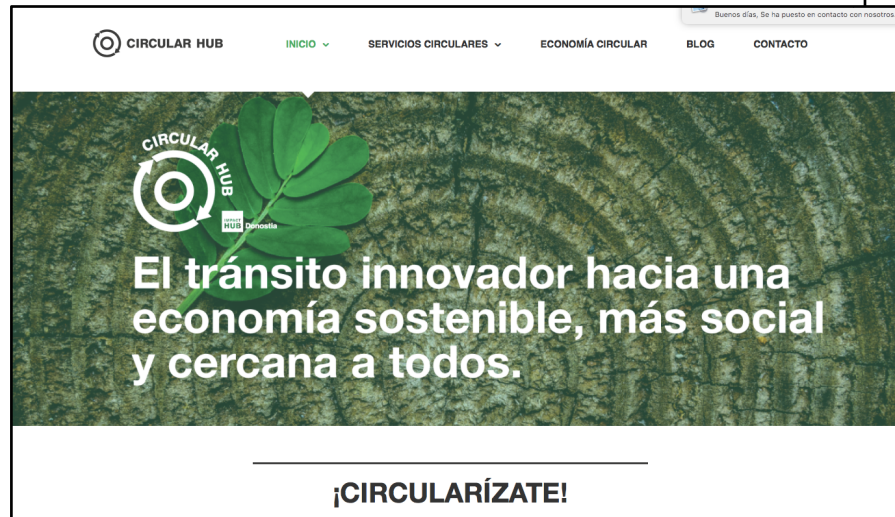 Buenos días, Se ha puesto en contacto con nosotros
CIRCULAR HUB
INICIO
SERVICIOS CIRCULARES
ECONOMÍA CIRCULAR
BLOG
CONTACTO
CIRCULAR HUB
IMPACT
HUB Donostia
El tránsito innovador hacia una
economía sostenible, más social
y cercana a todos.
¡CIRCULARÍZATE!